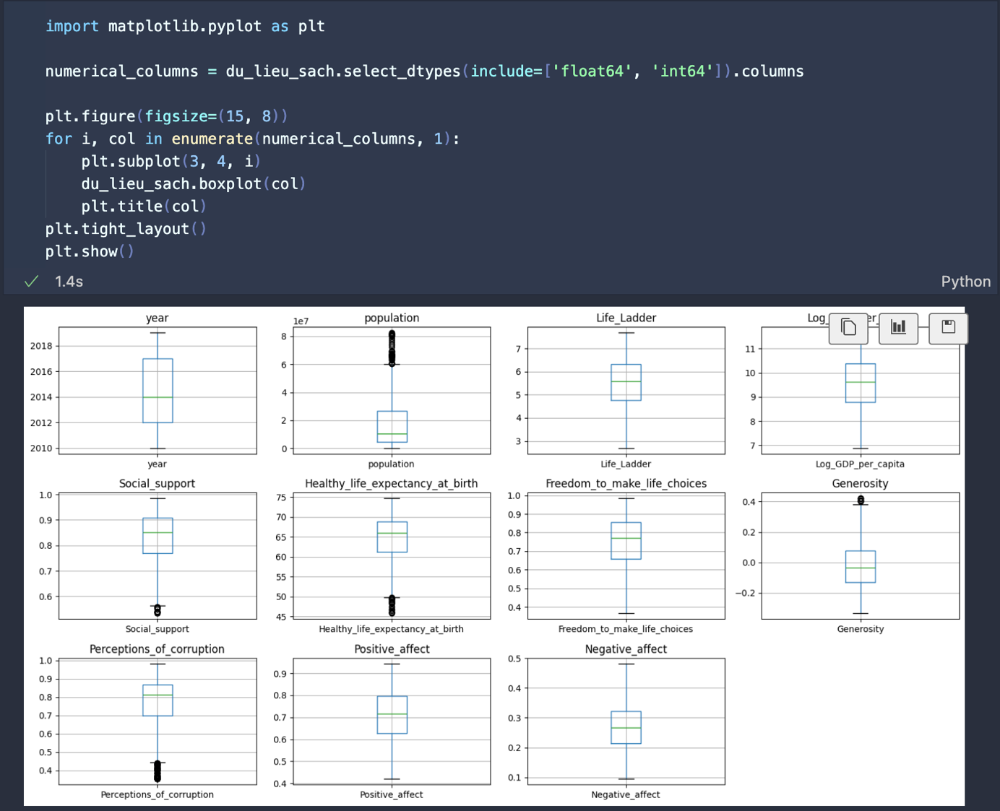 import matplotlib.pyplot as plt
numerical_columns = du_lieu_sach.select_dtypes(include=['float64', 'int64']).columns
plt.figure(figsize=(15, 8))
for i, col in enumerate(numerical_columns, 1):
    plt.subplot(3, 4, i)
    du_lieu_sach.boxplot(col)
    plt.title(col)
plt.tight_layout()
plt.show()
1.4s
Python
year
2018
2016
2014
2012
2010
year
population
1e7
8
6
4
2
0
population
Life_Ladder
7
6
5
4
3
Life_Ladder
Log_
er_
11
10
9
8
7
Log_GDP_per_capita
Social_support
1.0
0.9
0.8
0.7
0.6
Social_support
Healthy_life_expectancy_at_birth
75
70
65
60
55
50
45
Healthy_life_expectancy_at_birth
Freedom_to_make_life_choices
1.0
0.9
0.8
0.7
0.6
0.5
0.4
Freedom_to_make_life_choices
Generosity
0.4
0.2
0.0
−0.2
Generosity
Perceptions_of_corruption
1.0
0.9
0.8
0.7
0.6
0.5
0.4
Perceptions_of_corruption
Positive_affect
0.9
0.8
0.7
0.6
0.5
0.4
Positive_affect
Negative_affect
0.5
0.4
0.3
0.2
0.1
Negative_affect